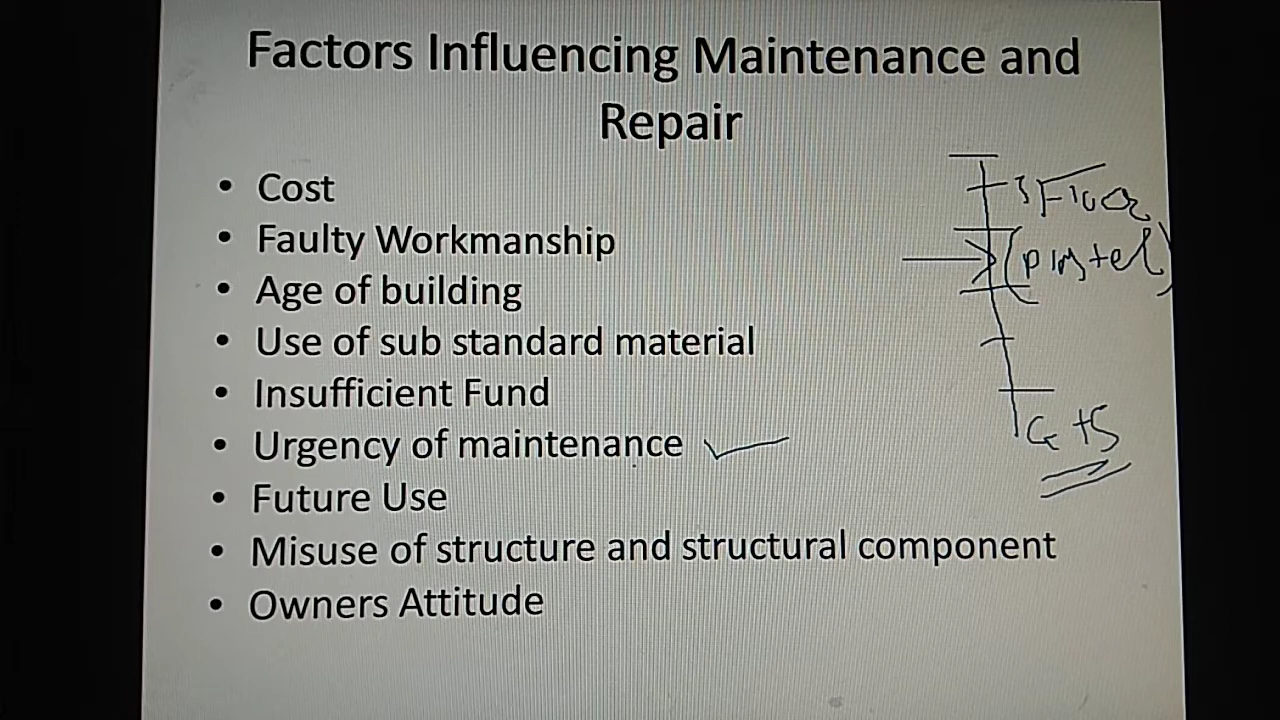 Factors Influencing Maintenance and
Repair
• Cost
• Faulty Workmanship
• Age of building
• Use of sub standard material
• Insufficient Fund
• Urgency of maintenance
• Future Use
• Misuse of structure and structural component
• Owners Attitude
G+5